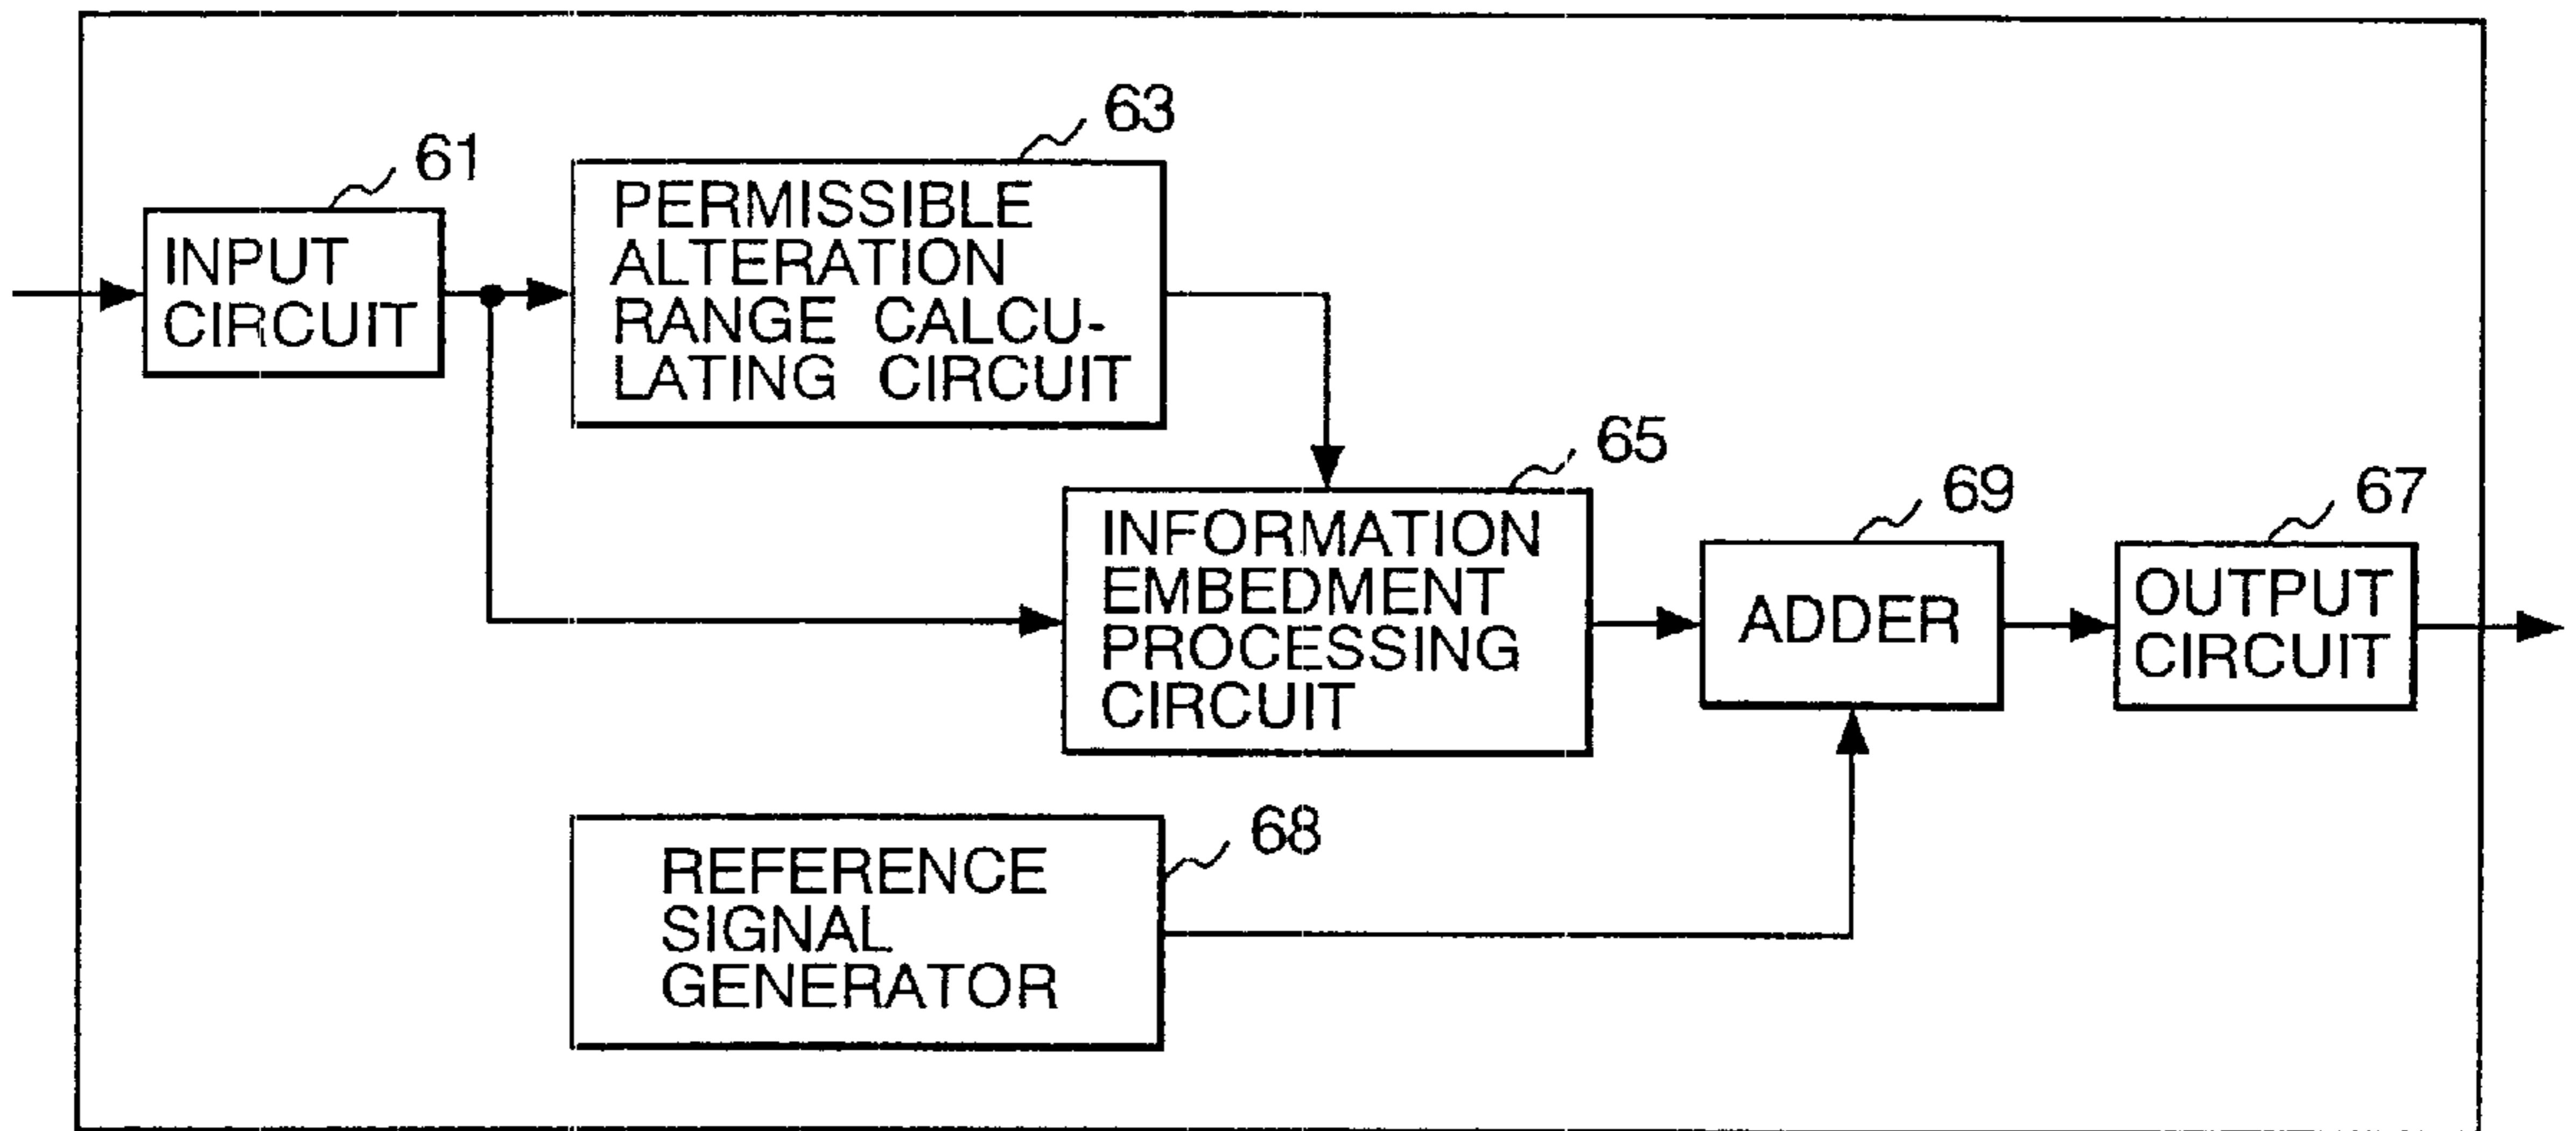 61
INPUT
CIRCUIT
63
PERMISSIBLE
ALTERATION
RANGE CALCU-
LATING CIRCUIT
65
INFORMATION
EMBEDMENT
PROCESSING
CIRCUIT
69
ADDER
67
OUTPUT
CIRCUIT
68
REFERENCE
SIGNAL
GENERATOR